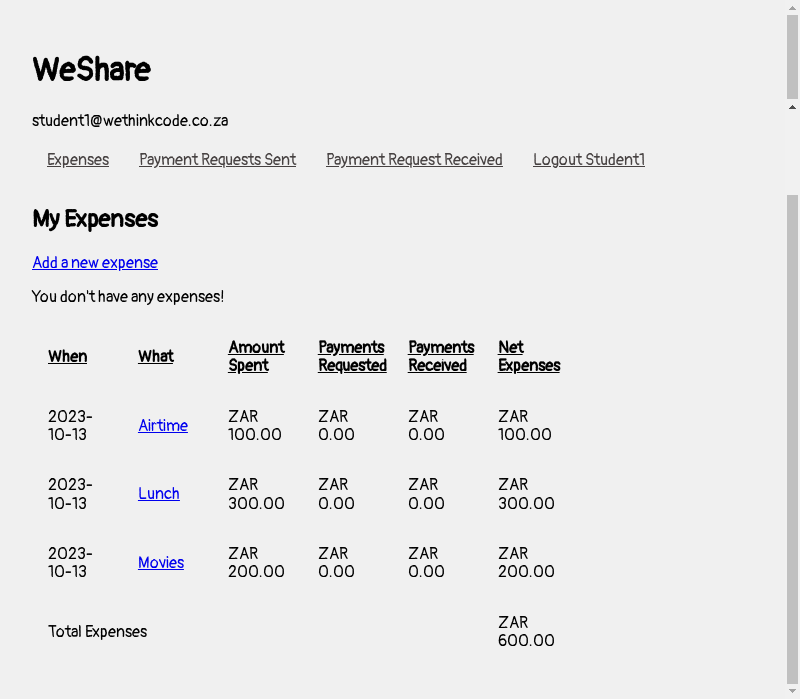 WeShare
student1@wethinkcode.co.za
Expenses Payment Requests Sent Payment Request Received Logout Student1
My Expenses
Add a new expense
You don't have any expenses!
When What Amount Spent Payments Requested Payments Received Net Expenses
2023-10-13 Airtime ZAR 100.00 ZAR 0.00 ZAR 0.00 ZAR 100.00
2023-10-13 Lunch ZAR 300.00 ZAR 0.00 ZAR 0.00 ZAR 300.00
2023-10-13 Movies ZAR 200.00 ZAR 0.00 ZAR 0.00 ZAR 200.00
Total Expenses ZAR 600.00